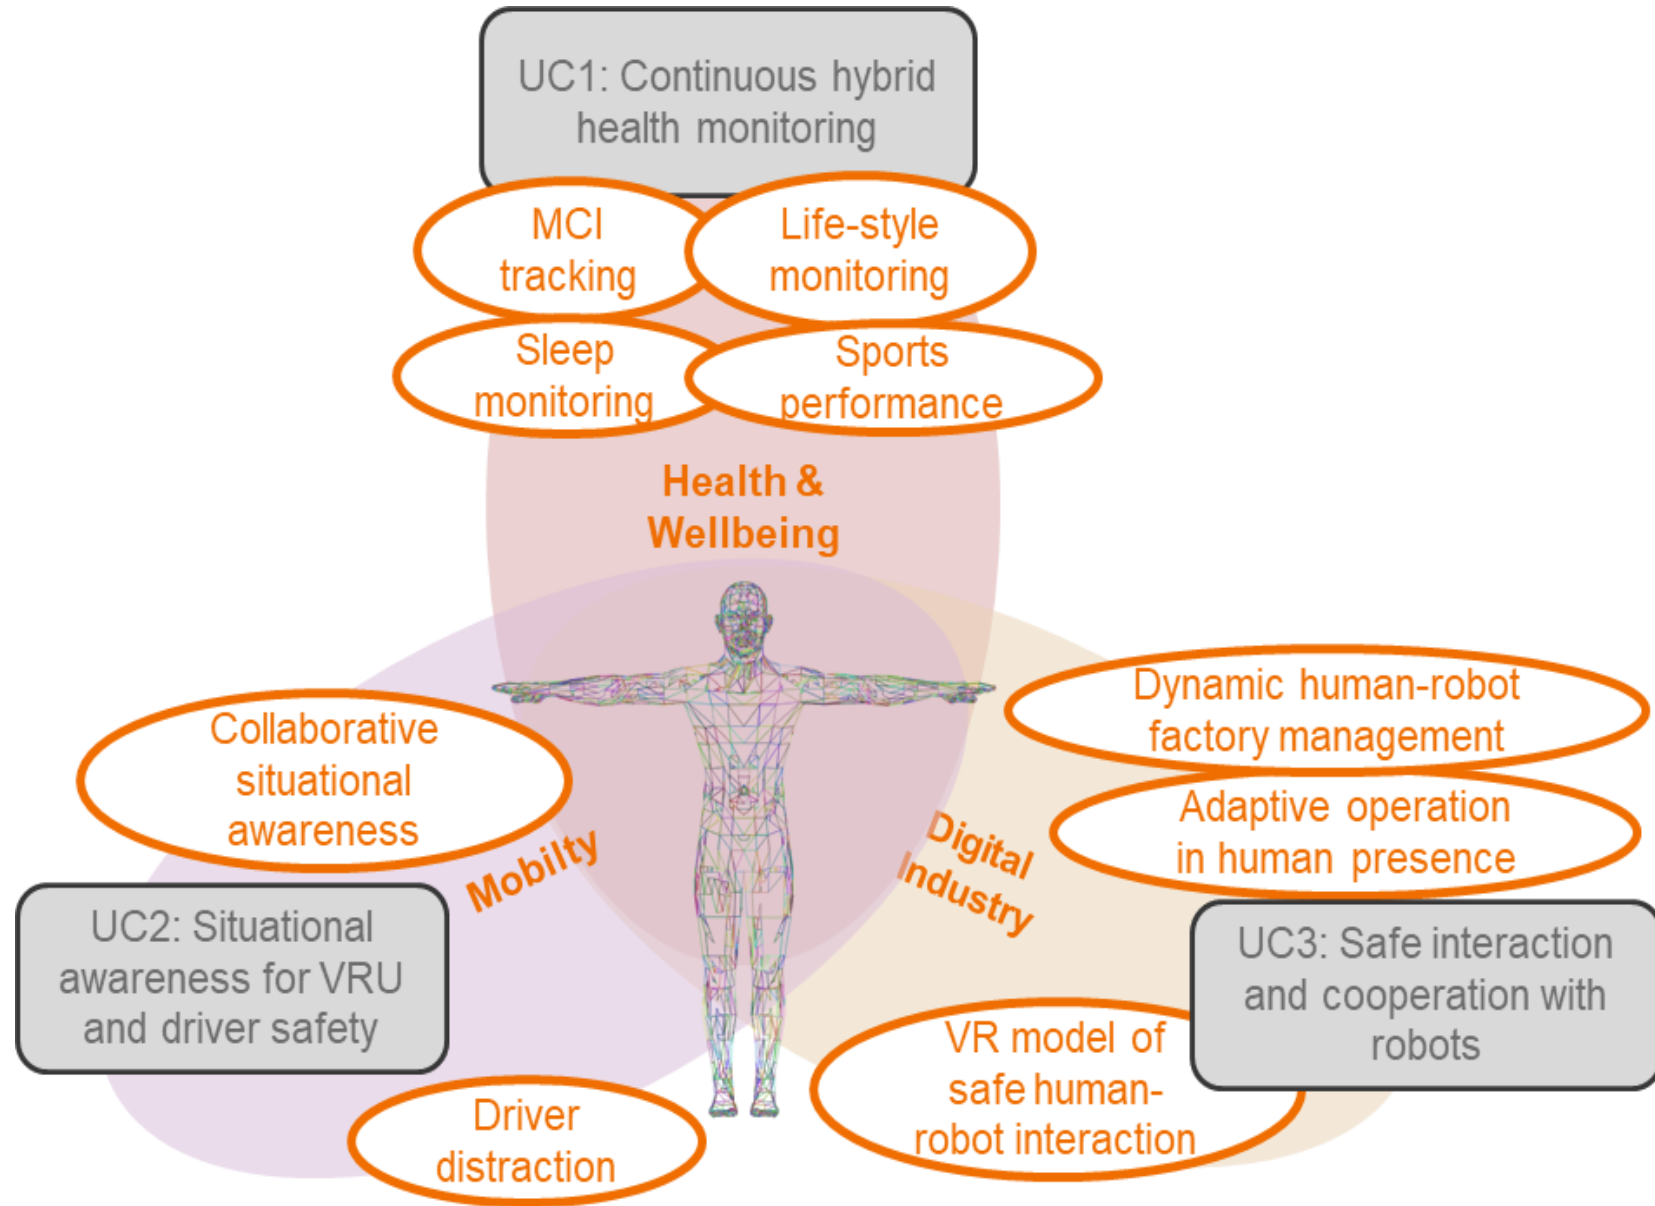 UC1: Continuous hybrid
health monitoring
MCI
tracking
Life-style
monitoring
Sleep
monitoring
Sports
performance
Health &
Wellbeing
Collaborative
situational
awareness
Mobilty
UC2: Situational
awareness for VRU
and driver safety
Driver
distraction
Digital
Industry
Dynamic human-robot
factory management
Adaptive operation
in human presence
UC3: Safe interaction
and cooperation with
robots
VR model of
safe human-
robot interaction